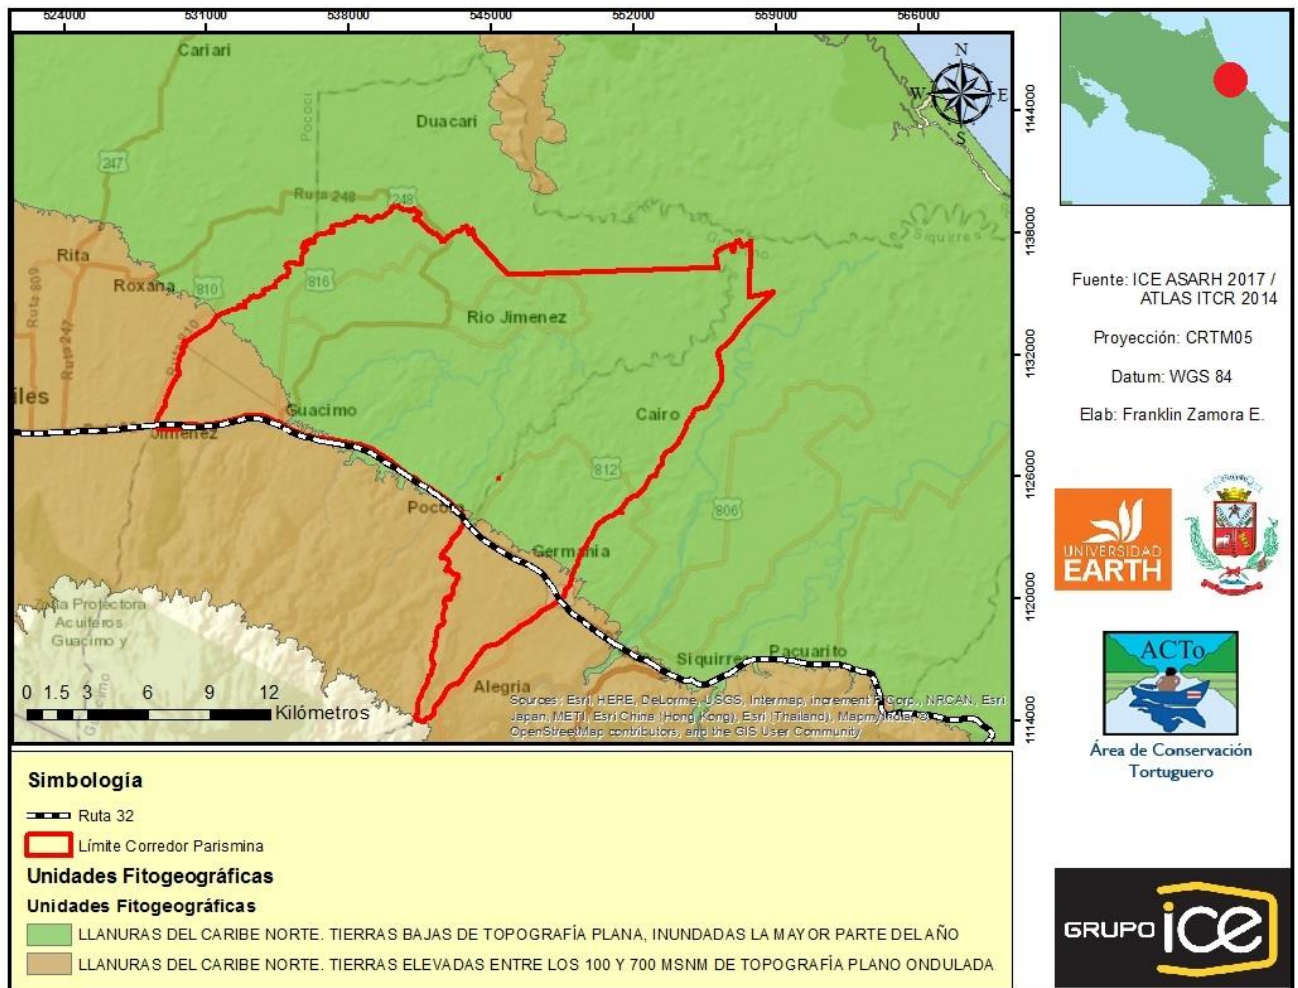 524000 531000 538000 545000 552000 559000 566000
Cariari
N
W E
S
1144000
Duacari
Pococi
247
Ruta 248
248
1138000
Siquirres
Rita
Roxana
810
816
Ruta 809
Ruta 247
Ruta 810
Rio Jimenez
1132000
iles
Guacimo
Cairo
Jimenez
812
1126000
806
Germania
1120000
Zona Protectora
Acuiferos
Guacimo y
Siquirres
Pacuarito
Alegria
0 1.5 3 6 9 12
Kilómetros
1114000
Sources: Esri, HERE, DeLorme, USGS, Intermap, increment P Corp., NRCAN, Esri
Japan, METI, Esri China (Hong Kong), Esri (Thailand), MapmyIndia, ©
OpenStreetMap contributors, and the GIS User Community
Simbología
Ruta 32
Límite Corredor Parismina
Unidades Fitogeográficas
Unidades Fitogeográficas
LLANURAS DEL CARIBE NORTE. TIERRAS BAJAS DE TOPOGRAFÍA PLANA, INUNDADAS LA MAYOR PARTE DEL AÑO
LLANURAS DEL CARIBE NORTE. TIERRAS ELEVADAS ENTRE LOS 100 Y 700 MSNM DE TOPOGRAFÍA PLANO ONDULADA
Fuente: ICE ASARH 2017 /
ATLAS ITCR 2014
Proyección: CRTM05
Datum: WGS 84
Elab: Franklin Zamora E.
UNIVERSIDAD
EARTH
ACTo
Área de Conservación
Tortuguero
GRUPO ice